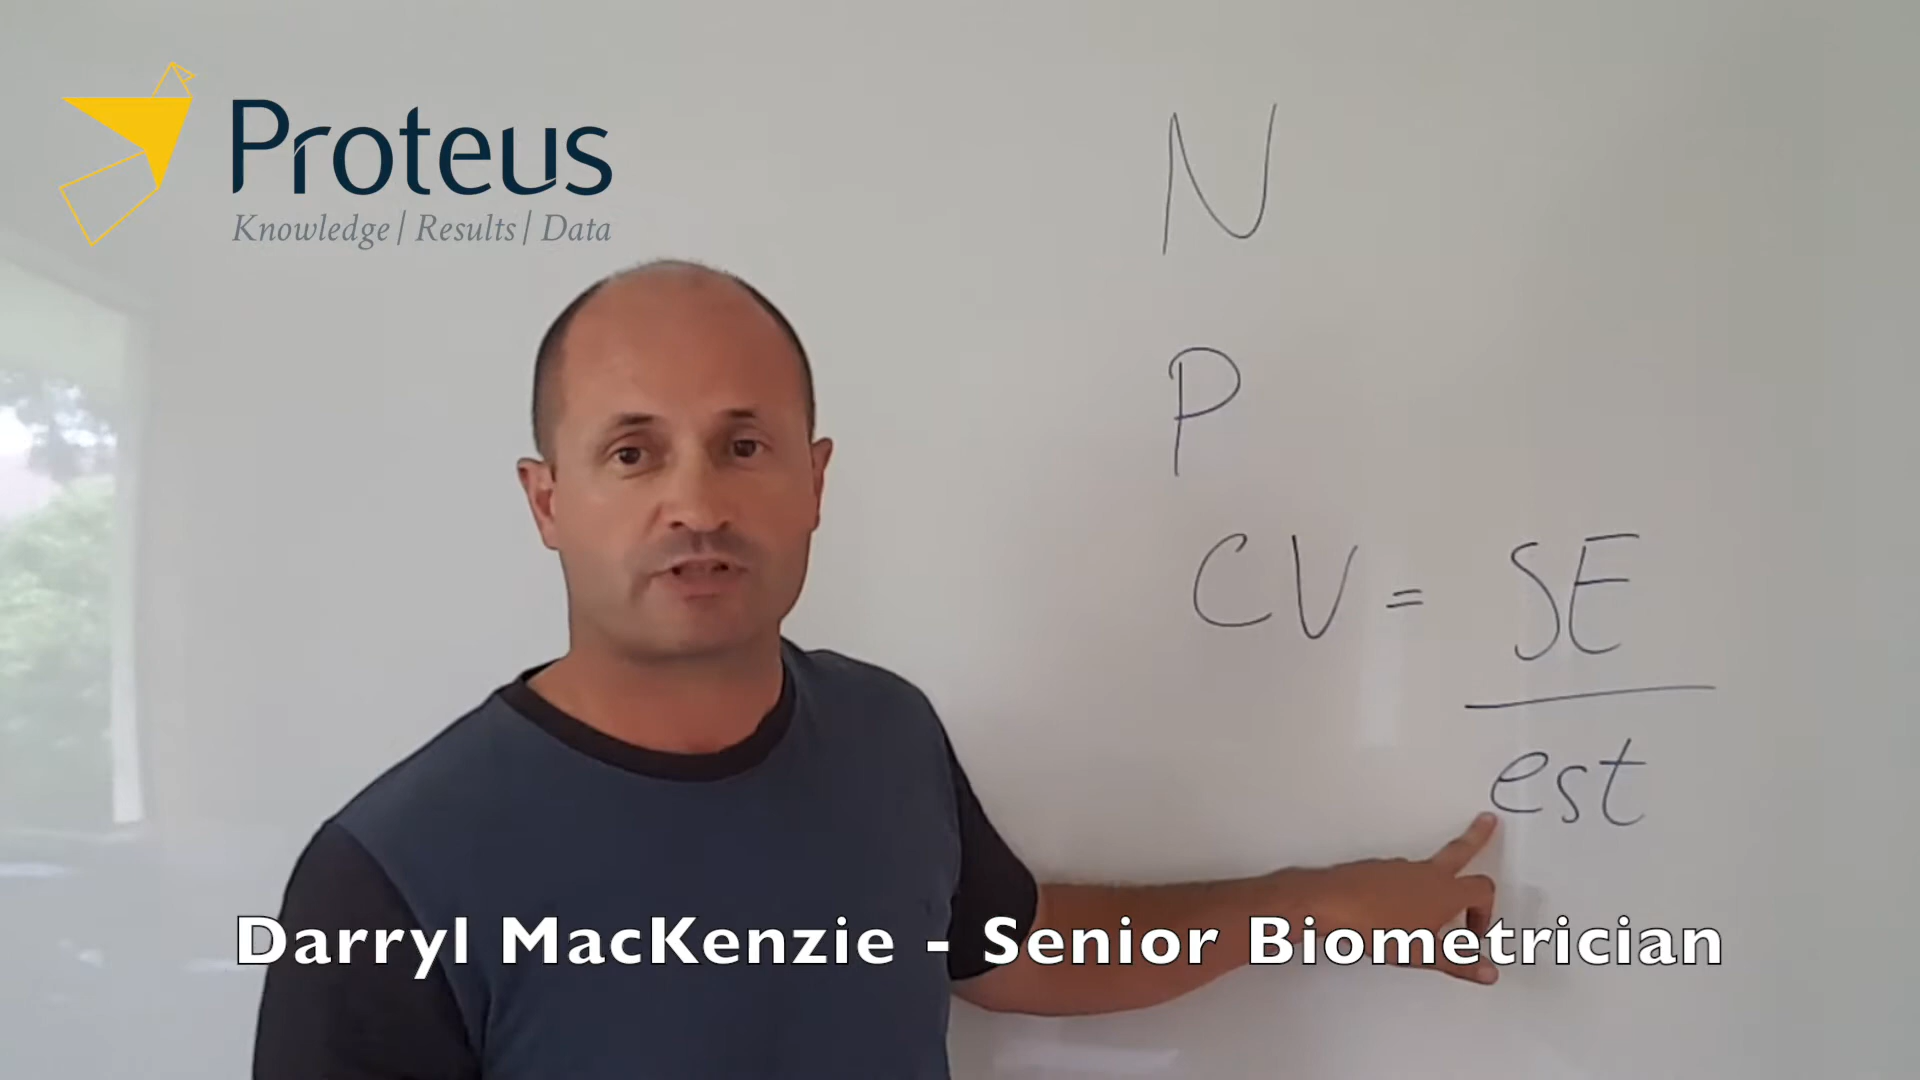 Proteus
Knowledge | Results | Data
N
P
CV = SE
est
Darryl MacKenzie - Senior Biometrician